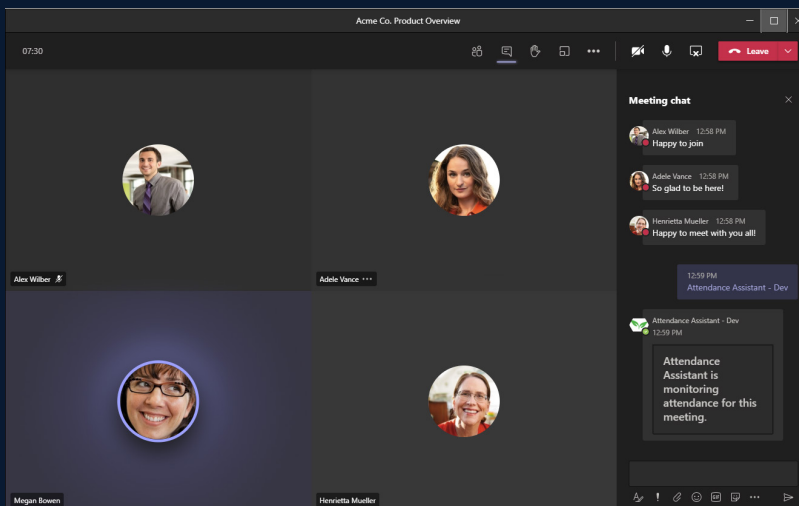 Acme Co. Product Overview
07:30
Leave
Meeting chat
Alex Wilber 12:58 PM
Happy to join
Adele Vance 12:58 PM
So glad to be here!
Henrietta Mueller 12:58 PM
Happy to meet with you all!
12:59 PM
Attendance Assistant - Dev
Attendance Assistant - Dev
12:59 PM
Attendance
Assistant is
monitoring
attendance for this
meeting.
Alex Wilber
Adele Vance
Megan Bowen
Henrietta Mueller
GIF